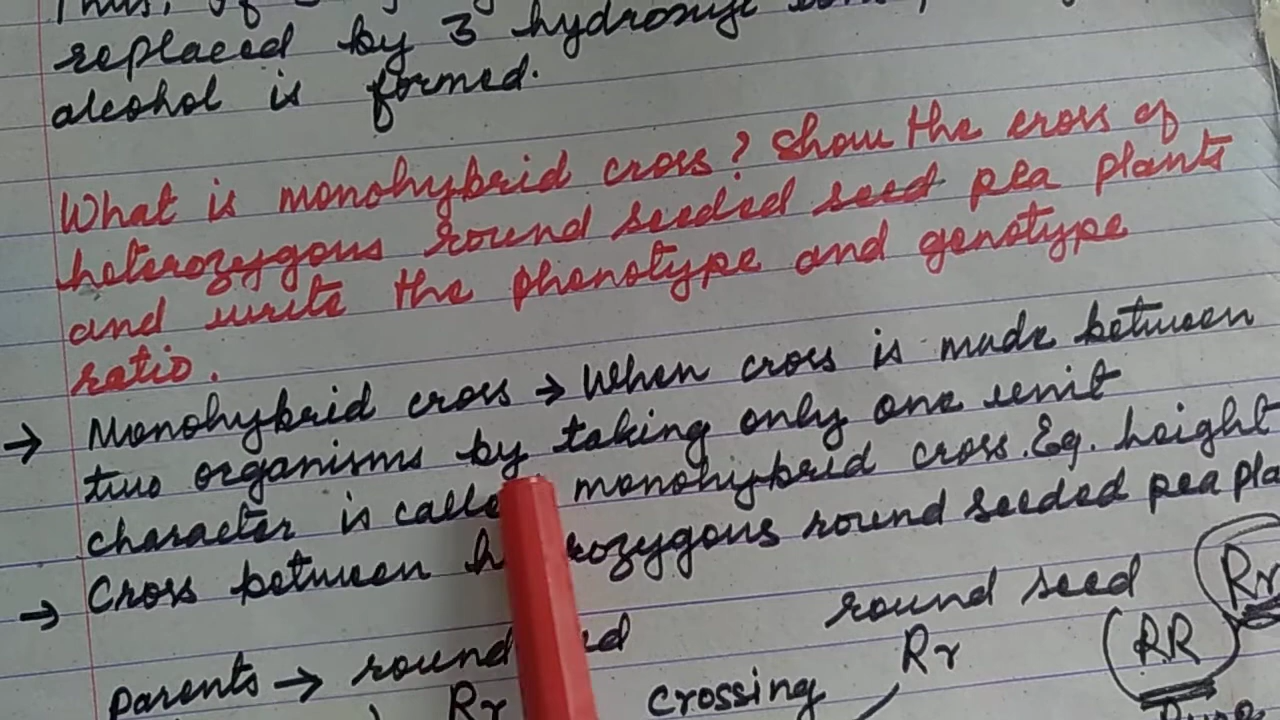 replaced by 3 hydroxyl
alcohol is formed.
What is monohybrid cross? Show the cross of
heterozygous round seeded seed pea plants
and write the phenotype and genotype
ratio.
→ Monohybrid cross → When cross is made between
two organisms by taking only one unit
character is called monohybrid cross. Eg. height
→ Cross between round seeded pea
Parents → round round seed
Rr crossing Rr RR Rr